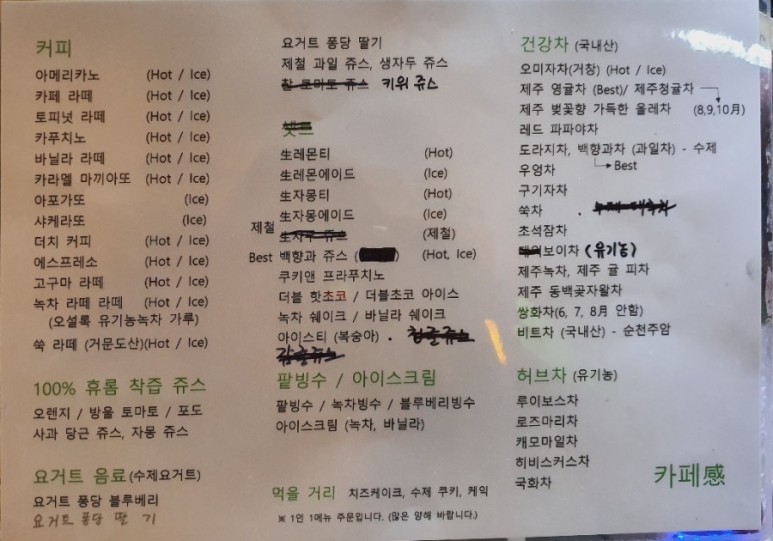 커피
아메리카노 (Hot / Ice)
카페 라떼 (Hot / Ice)
토피넛 라떼 (Hot / Ice)
카푸치노 (Hot / Ice)
바닐라 라떼 (Hot / Ice)
카라멜 마끼아또 (Hot / Ice)
아포가또 (Ice)
샤케라또 (Ice)
더치 커피 (Hot / Ice)
에스프레소 (Hot / Ice)
고구마 라떼 (Hot / Ice)
녹차 라떼 라떼 (Hot / Ice)
(오설록 유기농녹차 가루)
쑥 라떼 (거문도산)(Hot / Ice)
100% 휴롬 착즙 쥬스
오렌지 / 방울 토마토 / 포도
사과 당근 쥬스, 자몽 쥬스
요거트 음료(수제요거트)
요거트 퐁당 블루베리
요거트 퐁당 딸 기
요거트 퐁당 딸기
제철 과일 쥬스, 생자두 쥬스
찰 토마토 쥬스 키위 쥬스
生레몬티 (Hot)
生레몬에이드 (Ice)
生자몽티 (Hot)
生자몽에이드 (Ice)
제철 生자두 쥬스 (제철)
Best 백향과 쥬스 (Hot, Ice)
쿠키앤 프라푸치노
더블 핫초코 / 더블초코 아이스
녹차 쉐이크 / 바닐라 쉐이크
아이스티 (복숭아) .
팥빙수 / 아이스크림
팥빙수 / 녹차빙수 / 블루베리빙수
아이스크림 (녹차, 바닐라)
먹을 거리 치즈케이크, 수제 쿠키, 케익
※ 1인 1메뉴 주문입니다. (많은 양해 바랍니다.)
건강차 (국내산)
오미자차(거창) (Hot / Ice)
제주 영귤차 (Best)/ 제주청귤차
제주 벚꽃향 가득한 올레차 (8,9,10月)
레드 파파야차
도라지차, 백향과차 (과일차) - 수제
우엉차 Best
구기자차
쑥차 .
초석잠차
보이차 (유기농)
제주녹차, 제주 귤 피차
제주 동백곶자왈차
쌍화차(6, 7, 8月 안함)
비트차 (국내산) - 순천주암
허브차 (유기농)
루이보스차
로즈마리차
캐모마일차
히비스커스차
국화차
카페感